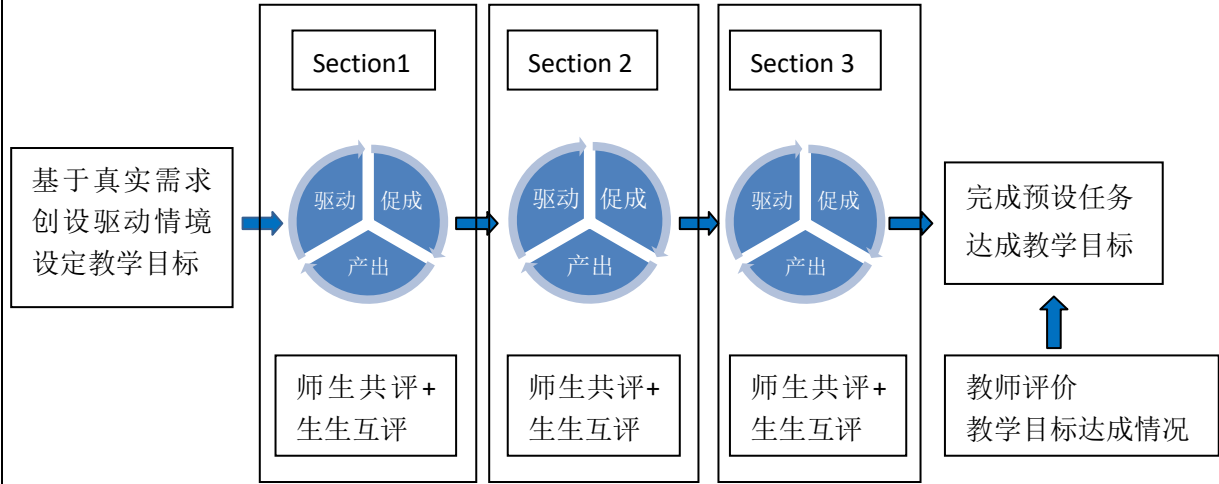 基于真实需求
创设驱动情境
设定教学目标
Section1
驱动
促成
产出
师生共评+
生生互评
Section 2
驱动
促成
产出
师生共评+
生生互评
Section 3
驱动
促成
产出
师生共评+
生生互评
完成预设任务
达成教学目标
教师评价
教学目标达成情况